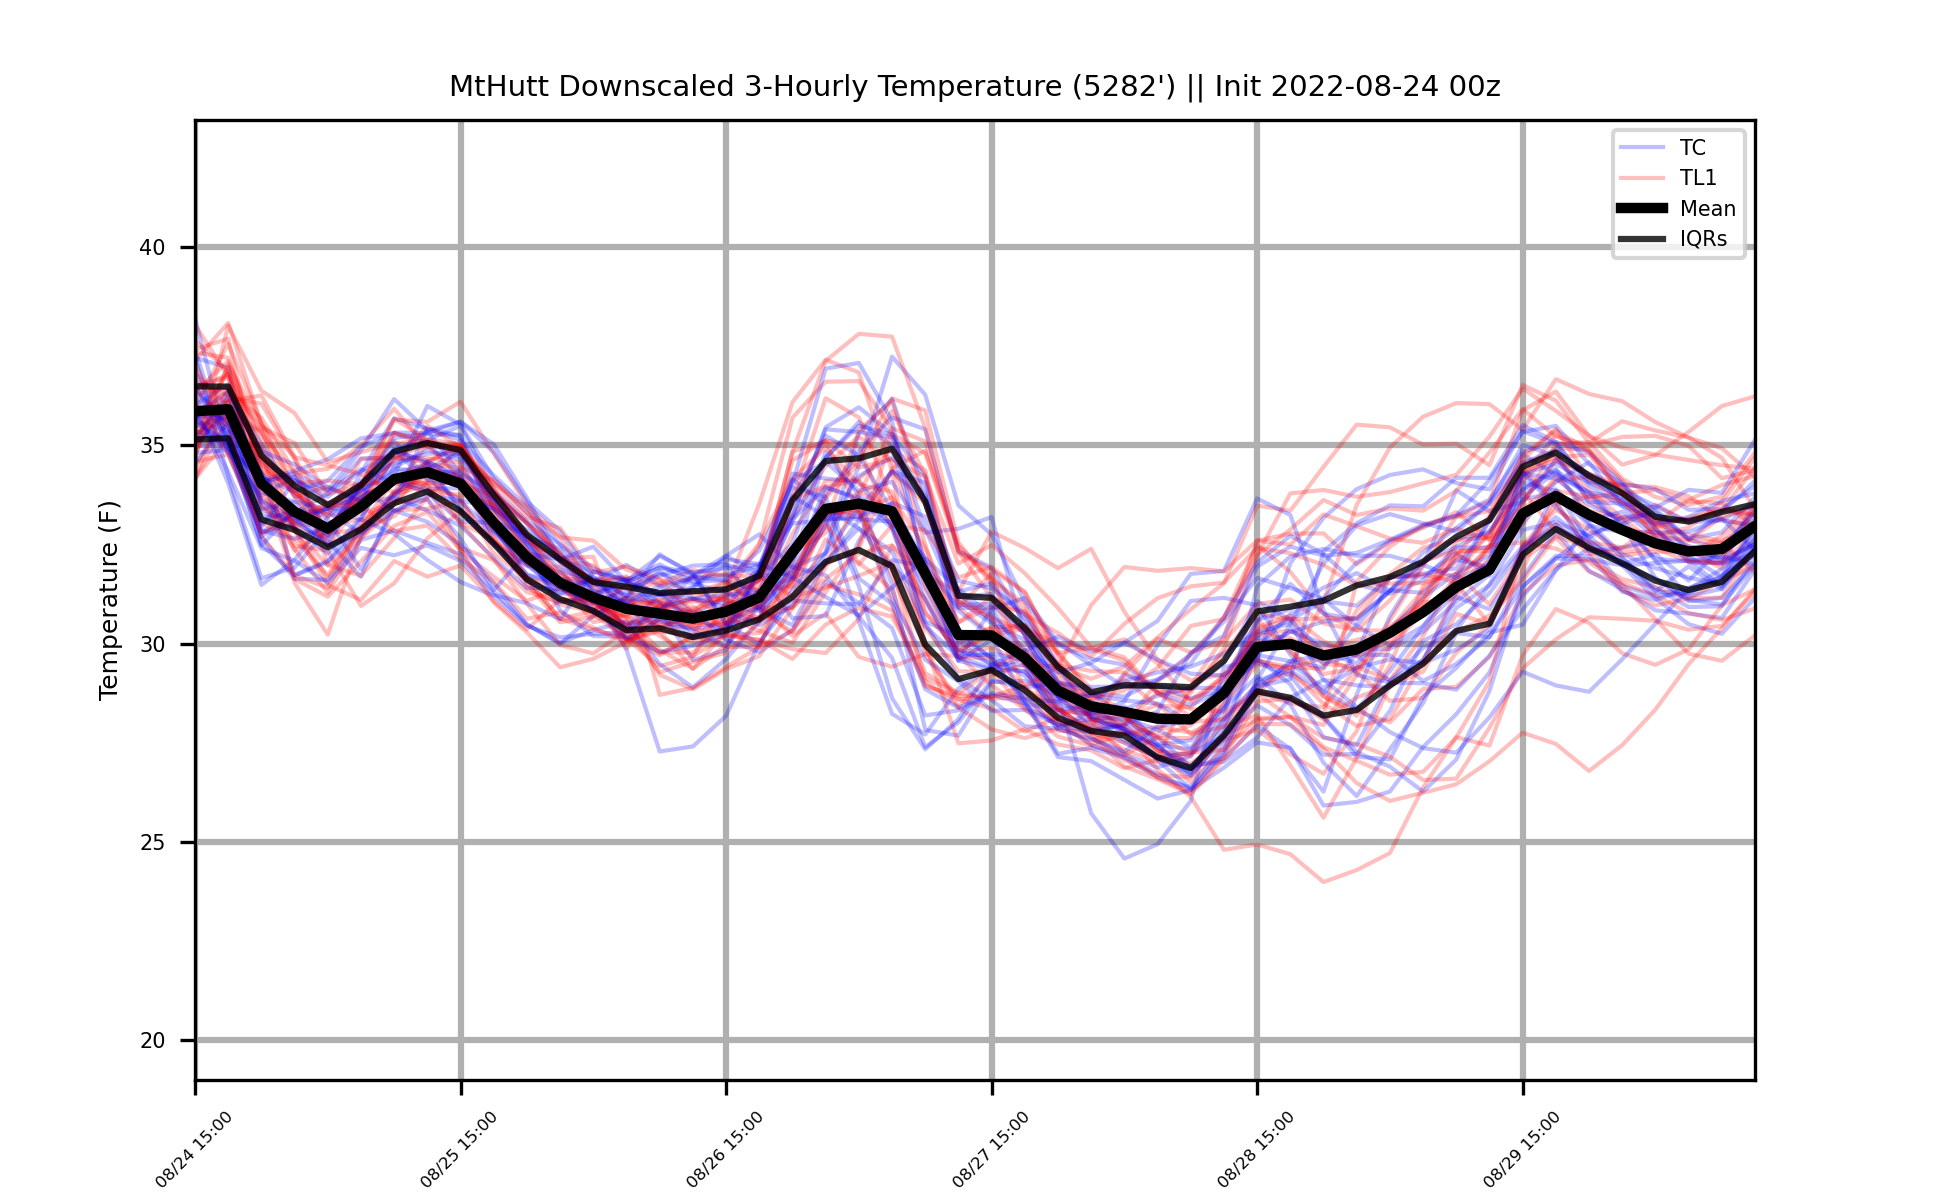 MtHutt Downscaled 3-Hourly Temperature (5282') || Init 2022-08-24 00z
TC
TL1
Mean
IQRs
Temperature (F)
40
35
30
25
20
08/24 15:00
08/25 15:00
08/26 15:00
08/27 15:00
08/28 15:00
08/29 15:00